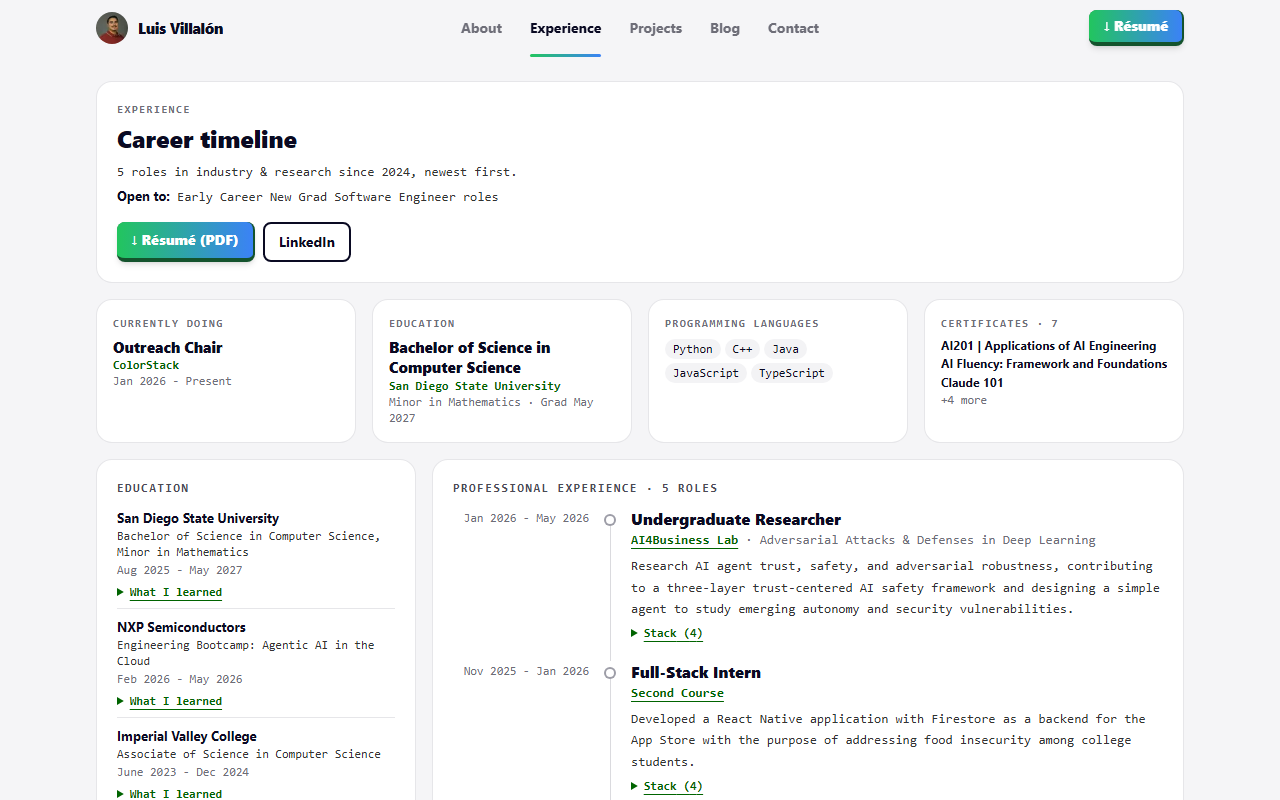 Luis Villalón
About
Experience
Projects
Blog
Contact
↓ Résumé
EXPERIENCE
Career timeline
5 roles in industry & research since 2024, newest first.
Open to: Early Career New Grad Software Engineer roles
↓ Résumé (PDF)
LinkedIn
CURRENTLY DOING
Outreach Chair
ColorStack
Jan 2026 - Present
EDUCATION
Bachelor of Science in
Computer Science
San Diego State University
Minor in Mathematics · Grad May
2027
PROGRAMMING LANGUAGES
Python
C++
Java
JavaScript
TypeScript
CERTIFICATES · 7
AI201 | Applications of AI Engineering
AI Fluency: Framework and Foundations
Claude 101
+4 more
EDUCATION
San Diego State University
Bachelor of Science in Computer Science,
Minor in Mathematics
Aug 2025 - May 2027
▶ What I learned
NXP Semiconductors
Engineering Bootcamp: Agentic AI in the
Cloud
Feb 2026 - May 2026
▶ What I learned
Imperial Valley College
Associate of Science in Computer Science
June 2023 - Dec 2024
▶ What I learned
PROFESSIONAL EXPERIENCE · 5 ROLES
Jan 2026 - May 2026
Undergraduate Researcher
AI4Business Lab · Adversarial Attacks & Defenses in Deep Learning
Research AI agent trust, safety, and adversarial robustness, contributing
to a three-layer trust-centered AI safety framework and designing a simple
agent to study emerging autonomy and security vulnerabilities.
▶ Stack (4)
Nov 2025 - Jan 2026
Full-Stack Intern
Second Course
Developed a React Native application with Firestore as a backend for the
App Store with the purpose of addressing food insecurity among college
students.
▶ Stack (4)